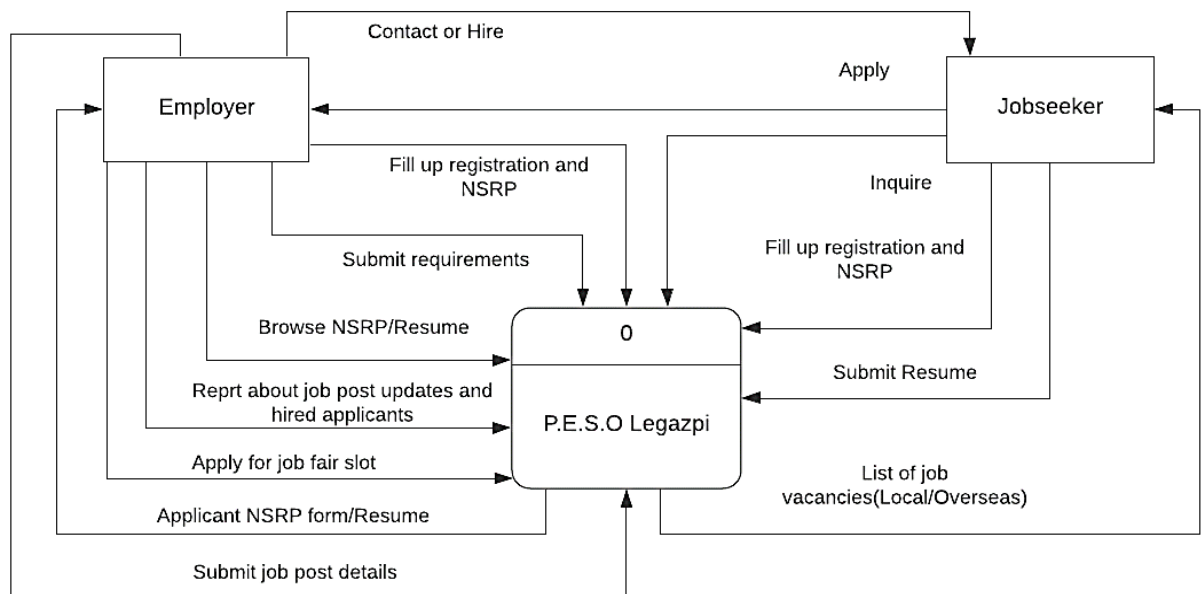 Contact or Hire
Apply
Employer
Jobseeker
Fill up registration and
NSRP
Inquire
Submit requirements
Fill up registration and
NSRP
Browse NSRP/Resume
0
Submit Resume
Reprt about job post updates and
hired applicants
P.E.S.O Legazpi
Apply for job fair slot
List of job
vacancies(Local/Overseas)
Applicant NSRP form/Resume
Submit job post details